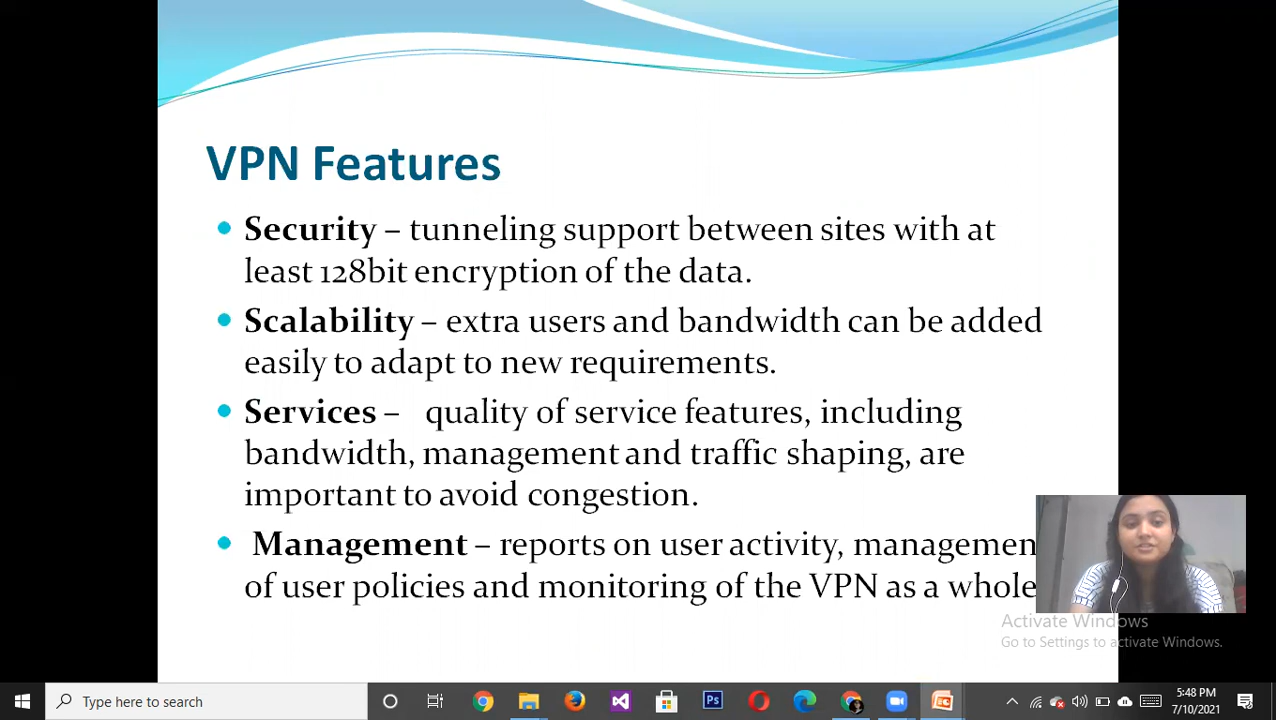 VPN Features
Security – tunneling support between sites with at
least 128bit encryption of the data.
Scalability – extra users and bandwidth can be added
easily to adapt to new requirements.
Services – quality of service features, including
bandwidth, management and traffic shaping, are
important to avoid congestion.
Management – reports on user activity, managemen
of user policies and monitoring of the VPN as a whole
Activate Windows
Go to Settings to activate Windows.
Type here to search
Ps
5:48 PM
7/10/2021